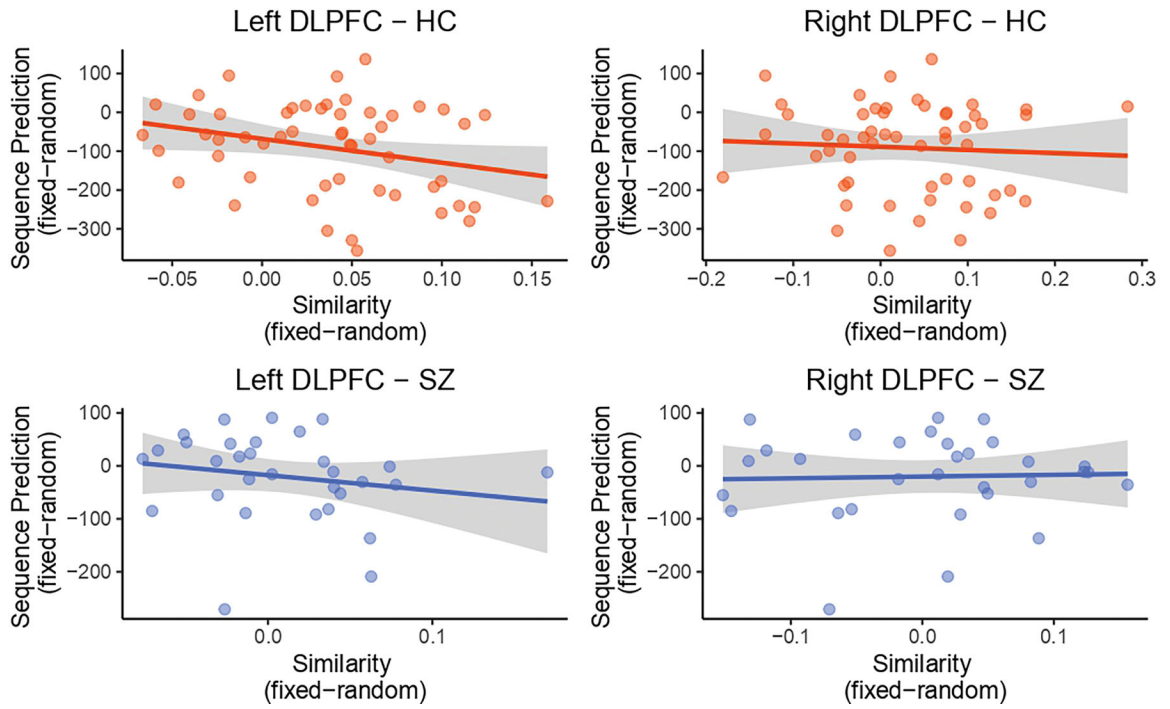 Left DLPFC − HC
Sequence Prediction
(fixed−random)
100
0
−100
−200
−300
−0.05
0.00
0.05
0.10
0.15
Similarity
(fixed−random)
Right DLPFC − HC
Sequence Prediction
(fixed−random)
100
0
−100
−200
−300
−0.2
−0.1
0.0
0.1
0.2
0.3
Similarity
(fixed−random)
Left DLPFC − SZ
Sequence Prediction
(fixed−random)
100
0
−100
−200
0.0
0.1
Similarity
(fixed−random)
Right DLPFC − SZ
Sequence Prediction
(fixed−random)
100
0
−100
−200
−0.1
0.0
0.1
Similarity
(fixed−random)